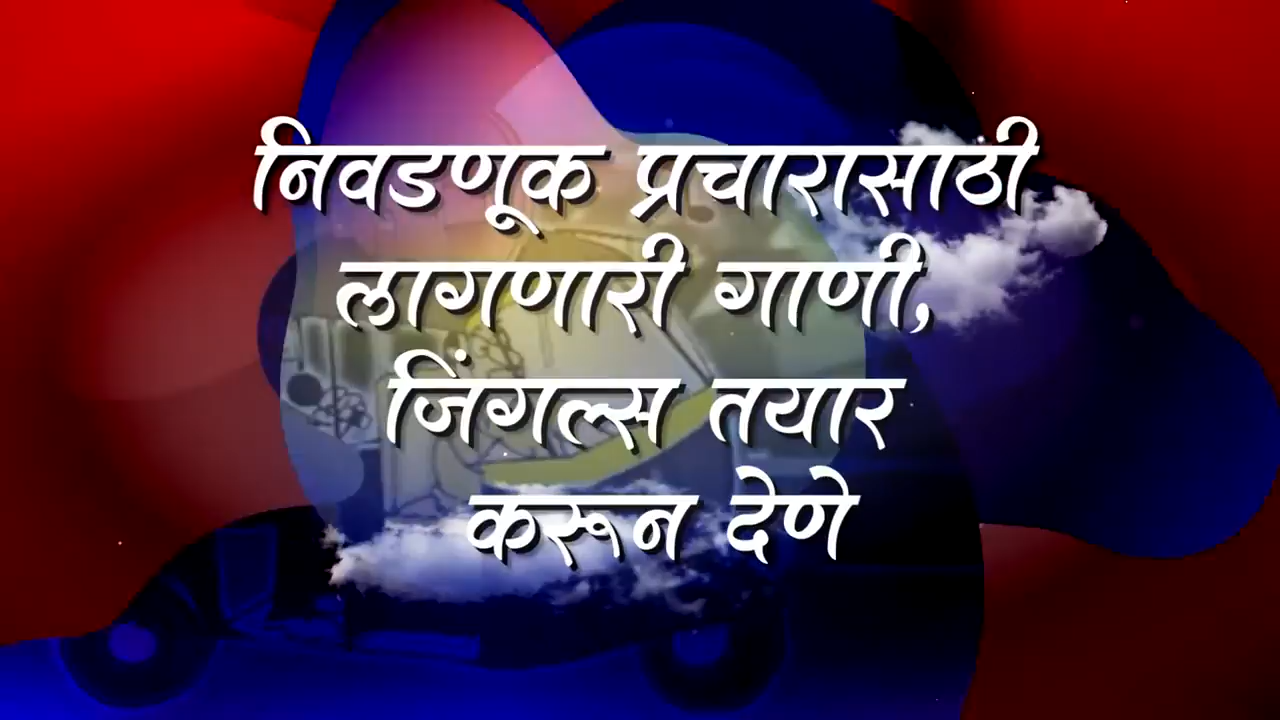 निवडणूक प्रचारासाठी
लागणारी गाणी,
जिंगल्स तयार
करून देणे